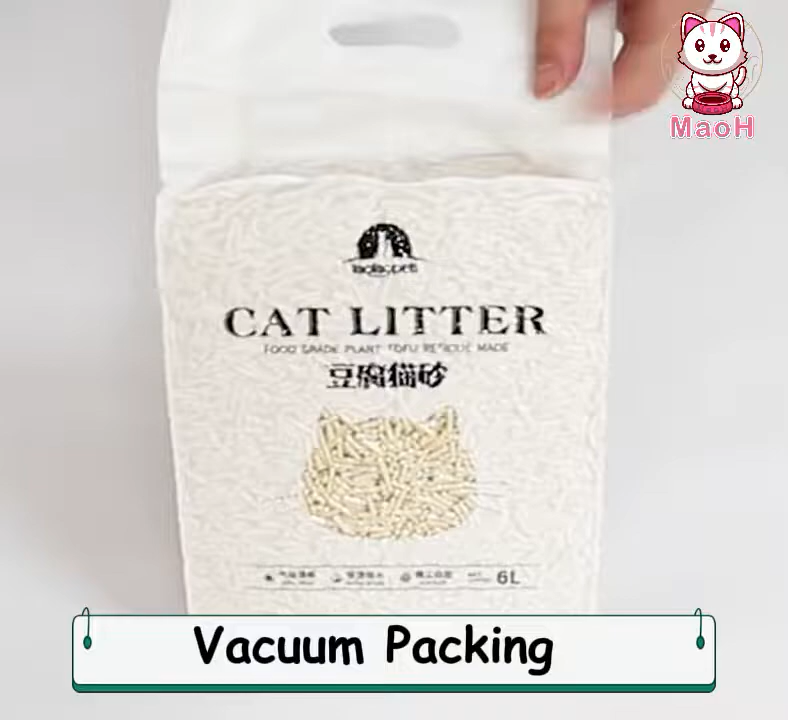 MaoH
CAT LITTER
FOOD GRADE PLANT TOFU RESIDUE MADE
豆腐猫砂
6L
Vacuum Packing